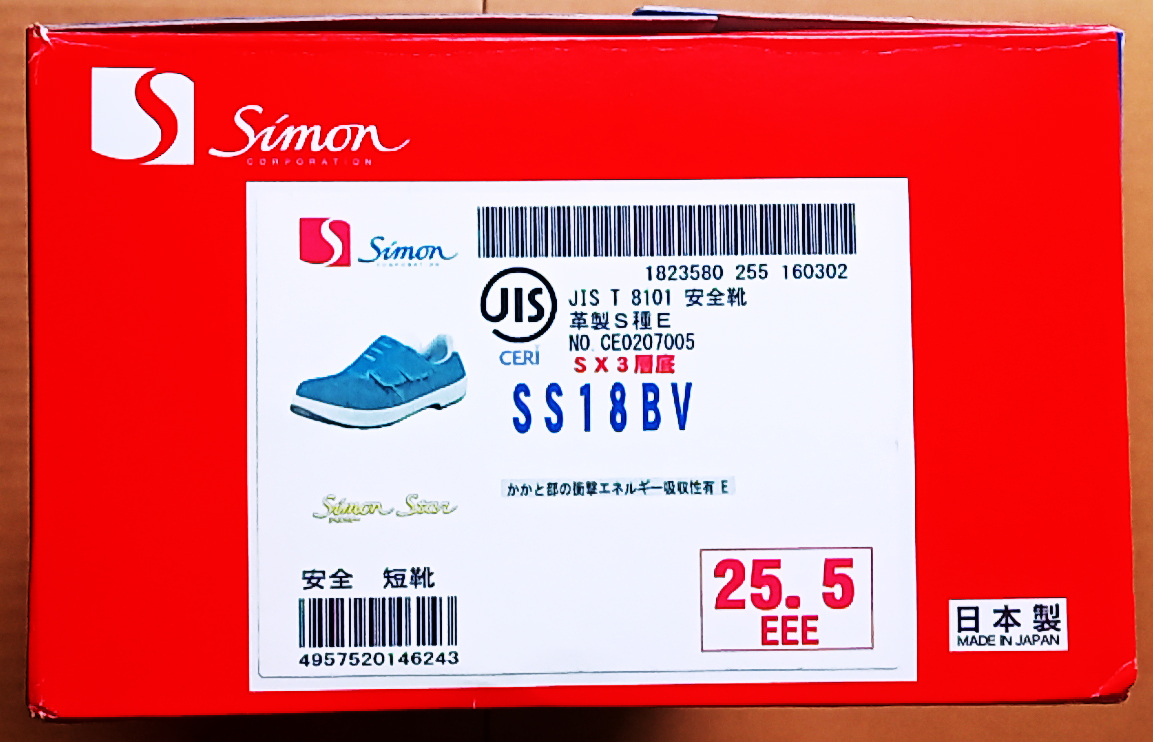 Simon
CORPORATION
Simon
CORPORATION
1823580 255 160302
JIS
CERI
JIS T 8101 安全靴
革製S種E
NO.CE0207005
SX3層底
SS18BV
かかと部の衝撃エネルギー吸収性有 E
Simon Star
安全 短靴
4957520146243
25.5
EEE
日本製
MADE IN JAPAN